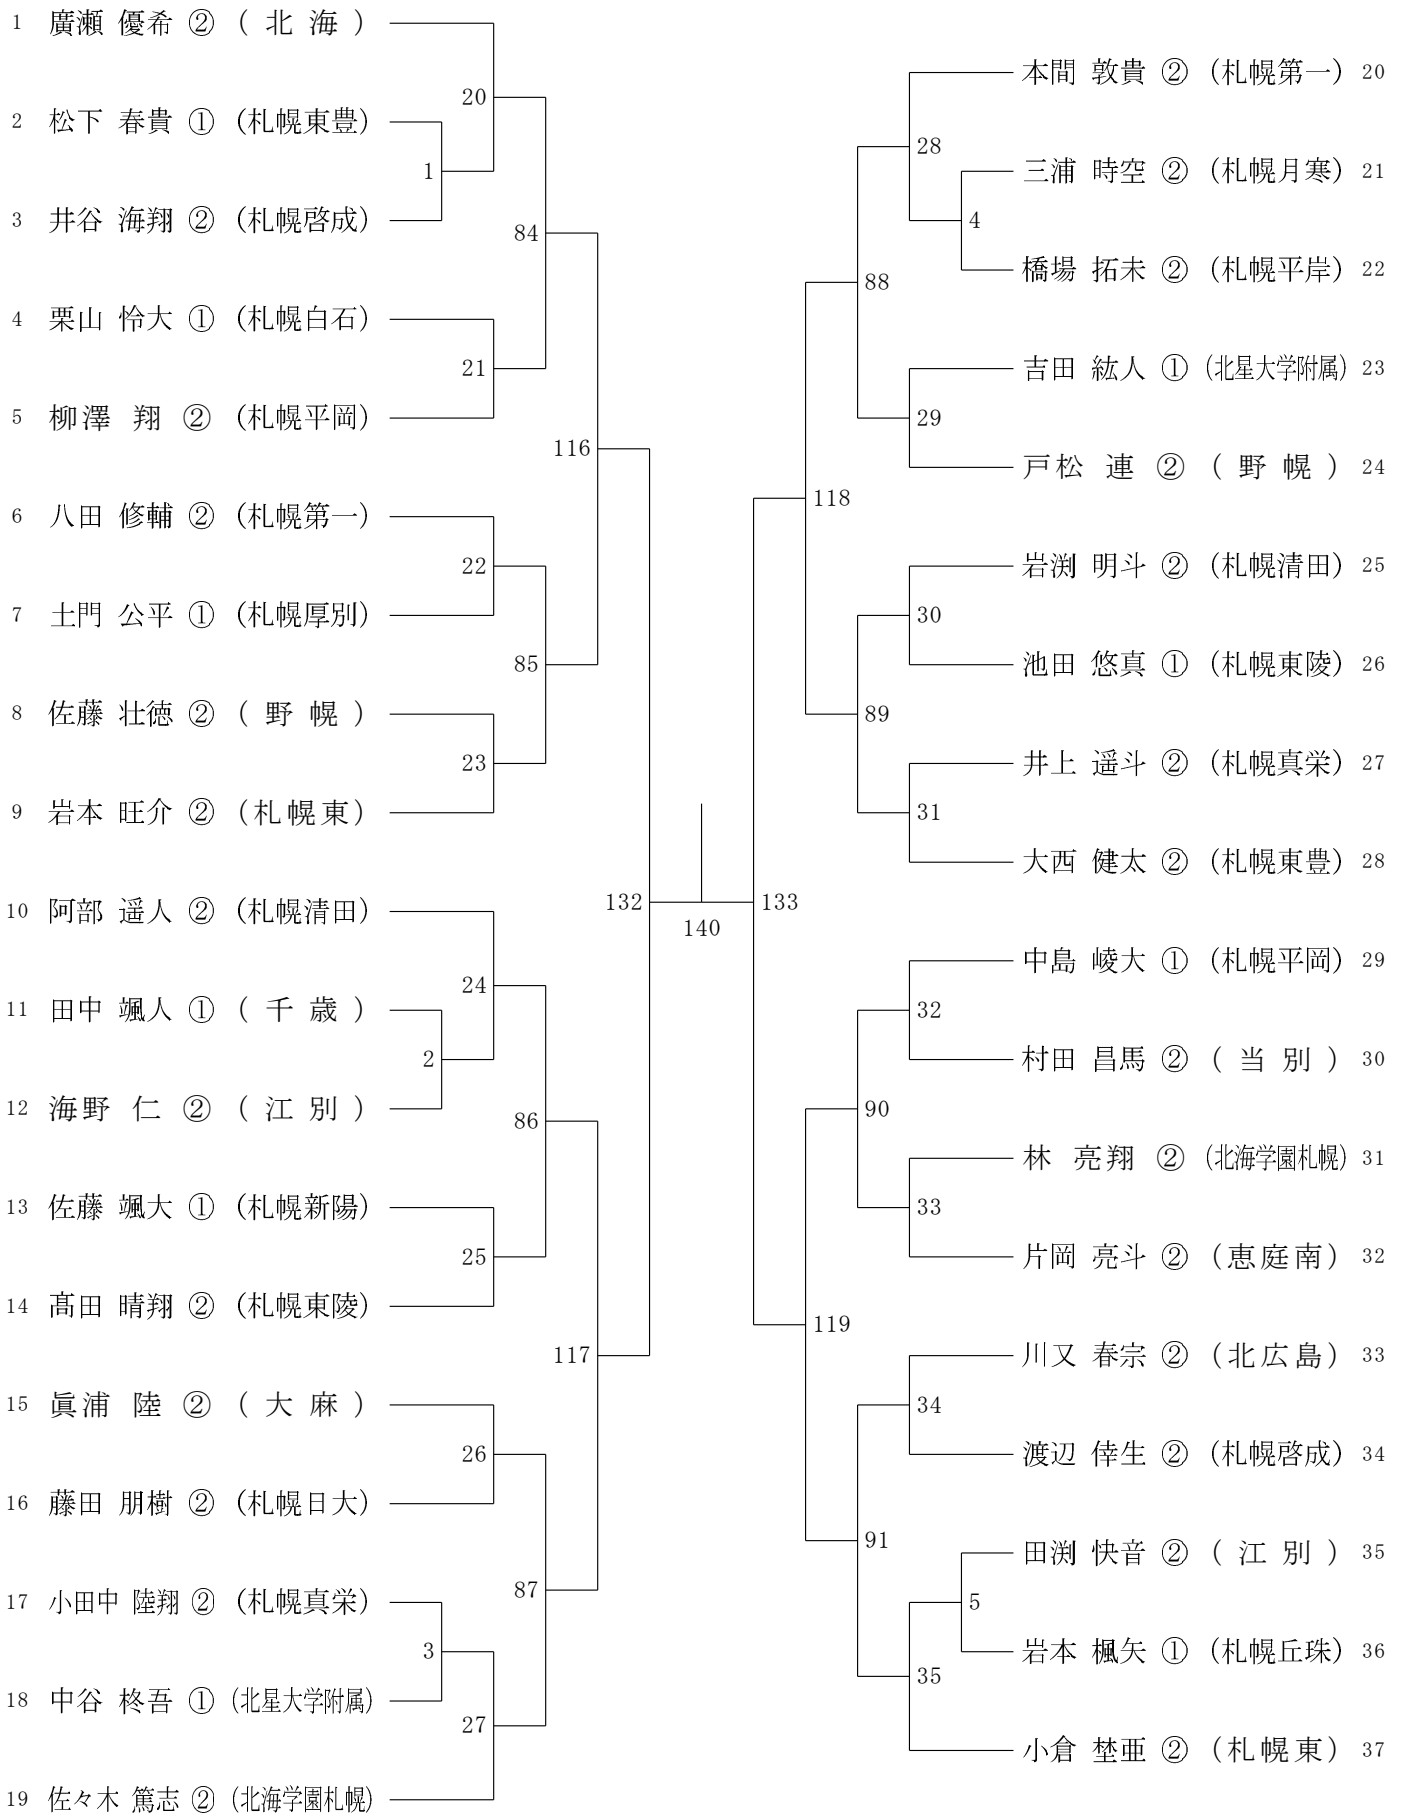 1 廣瀬 優希 ② ( 北 海 )
2 松下 春貴 ① (札幌東豊)
3 井谷 海翔 ② (札幌啓成)
4 栗山 怜大 ① (札幌白石)
5 柳澤 翔 ② (札幌平岡)
6 八田 修輔 ② (札幌第一)
7 土門 公平 ① (札幌厚別)
8 佐藤 壮徳 ② ( 野 幌 )
9 岩本 旺介 ② (札幌東)
10 阿部 遥人 ② (札幌清田)
11 田中 颯人 ① ( 千 歳 )
12 海野 仁 ② ( 江 別 )
13 佐藤 颯大 ① (札幌新陽)
14 髙田 晴翔 ② (札幌東陵)
15 眞浦 陸 ② ( 大 麻 )
16 藤田 朋樹 ② (札幌日大)
17 小田中 陸翔 ② (札幌真栄)
18 中谷 柊吾 ① (北星大学附属)
19 佐々木 篤志 ② (北海学園札幌)
1
2
3
20
21
22
23
24
25
26
27
84
85
86
87
116
117
132
140
133
118
119
88
89
90
91
28
29
30
31
32
33
34
35
4
5
本間 敦貴 ② (札幌第一) 20
三浦 時空 ② (札幌月寒) 21
橋場 拓未 ② (札幌平岸) 22
吉田 紘人 ① (北星大学附属) 23
戸松 連 ② ( 野 幌 ) 24
岩渕 明斗 ② (札幌清田) 25
池田 悠真 ① (札幌東陵) 26
井上 遥斗 ② (札幌真栄) 27
大西 健太 ② (札幌東豊) 28
中島 崚大 ① (札幌平岡) 29
村田 昌馬 ② ( 当 別 ) 30
林 亮翔 ② (北海学園札幌) 31
片岡 亮斗 ② (恵庭南) 32
川又 春宗 ② (北広島) 33
渡辺 倖生 ② (札幌啓成) 34
田渕 快音 ② ( 江 別 ) 35
岩本 楓矢 ① (札幌丘珠) 36
小倉 埜亜 ② (札幌東) 37